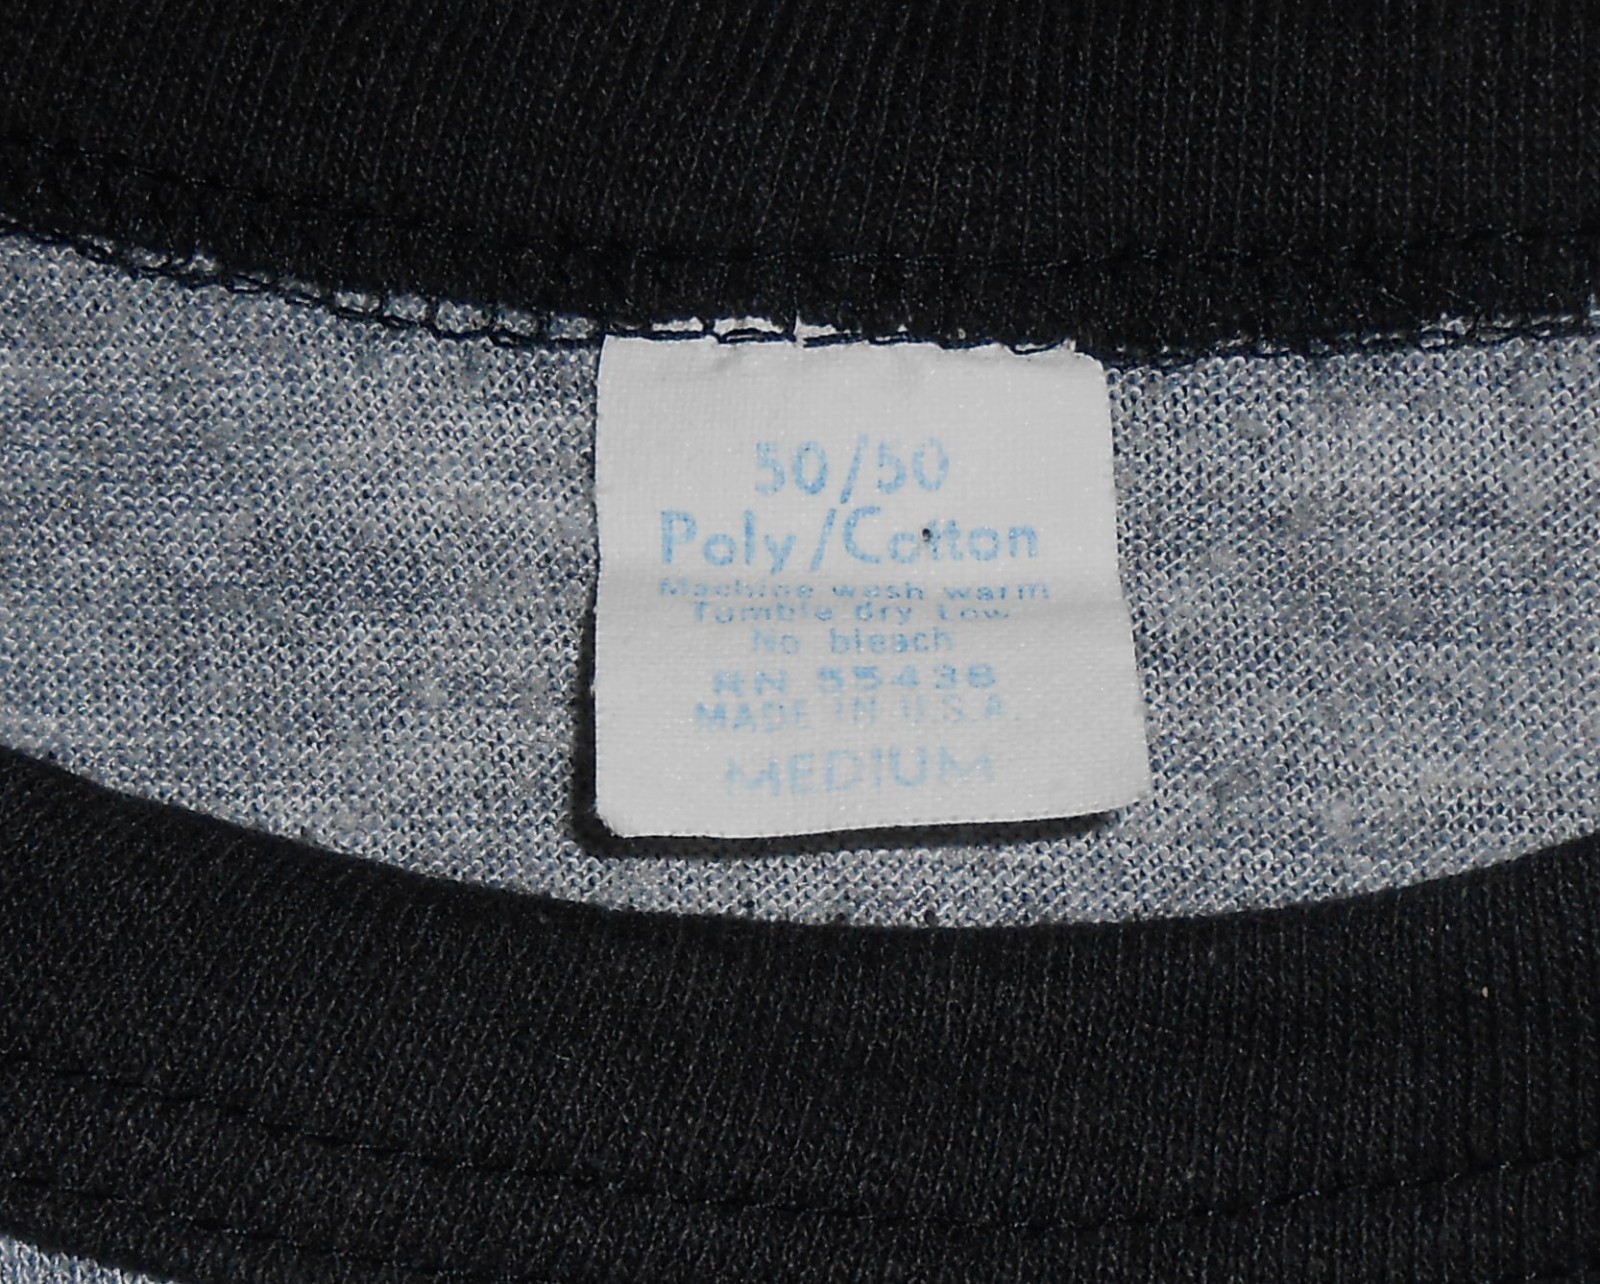 50/50
Poly/Cotton
Machine wash warm
Tumble dry Low
No bleach
RN 55438
MADE IN U.S.A.
MEDIUM